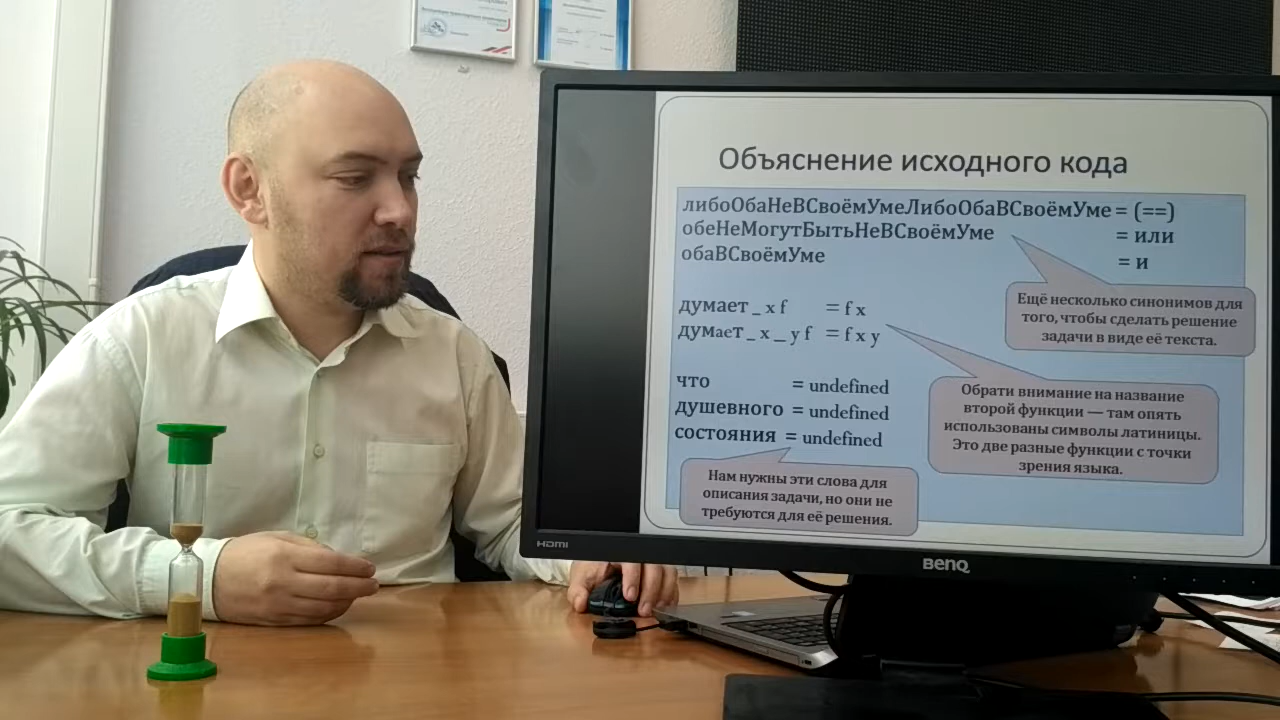 Объяснение исходного кода
либоОбаНеВСвоёмУмеЛибоОбаВСвоёмУме = (==)
обеНеМогутБытьНеВСвоёмУме = или
обаВСвоёмУме = и
Ещё несколько синонимов для
того, чтобы сделать решение
задачи в виде её текста.
думает _ x f = f x
думaeт _ x _ y f = f x y
Обрати внимание на название
второй функции — там опять
использованы символы латиницы.
Это две разные функции с точки
зрения языка.
что = undefined
душевного = undefined
состояния = undefined
Нам нужны эти слова для
описания задачи, но они не
требуются для её решения.
HDMI
BenQ